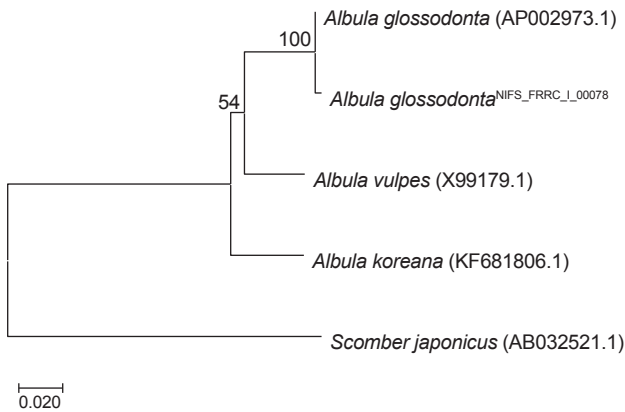 Albula glossodonta (AP002973.1)
100
Albula glossodonta NIFS_FRRC_I_00078
54
Albula vulpes (X99179.1)
Albula koreana (KF681806.1)
Scomber japonicus (AB032521.1)
0.020